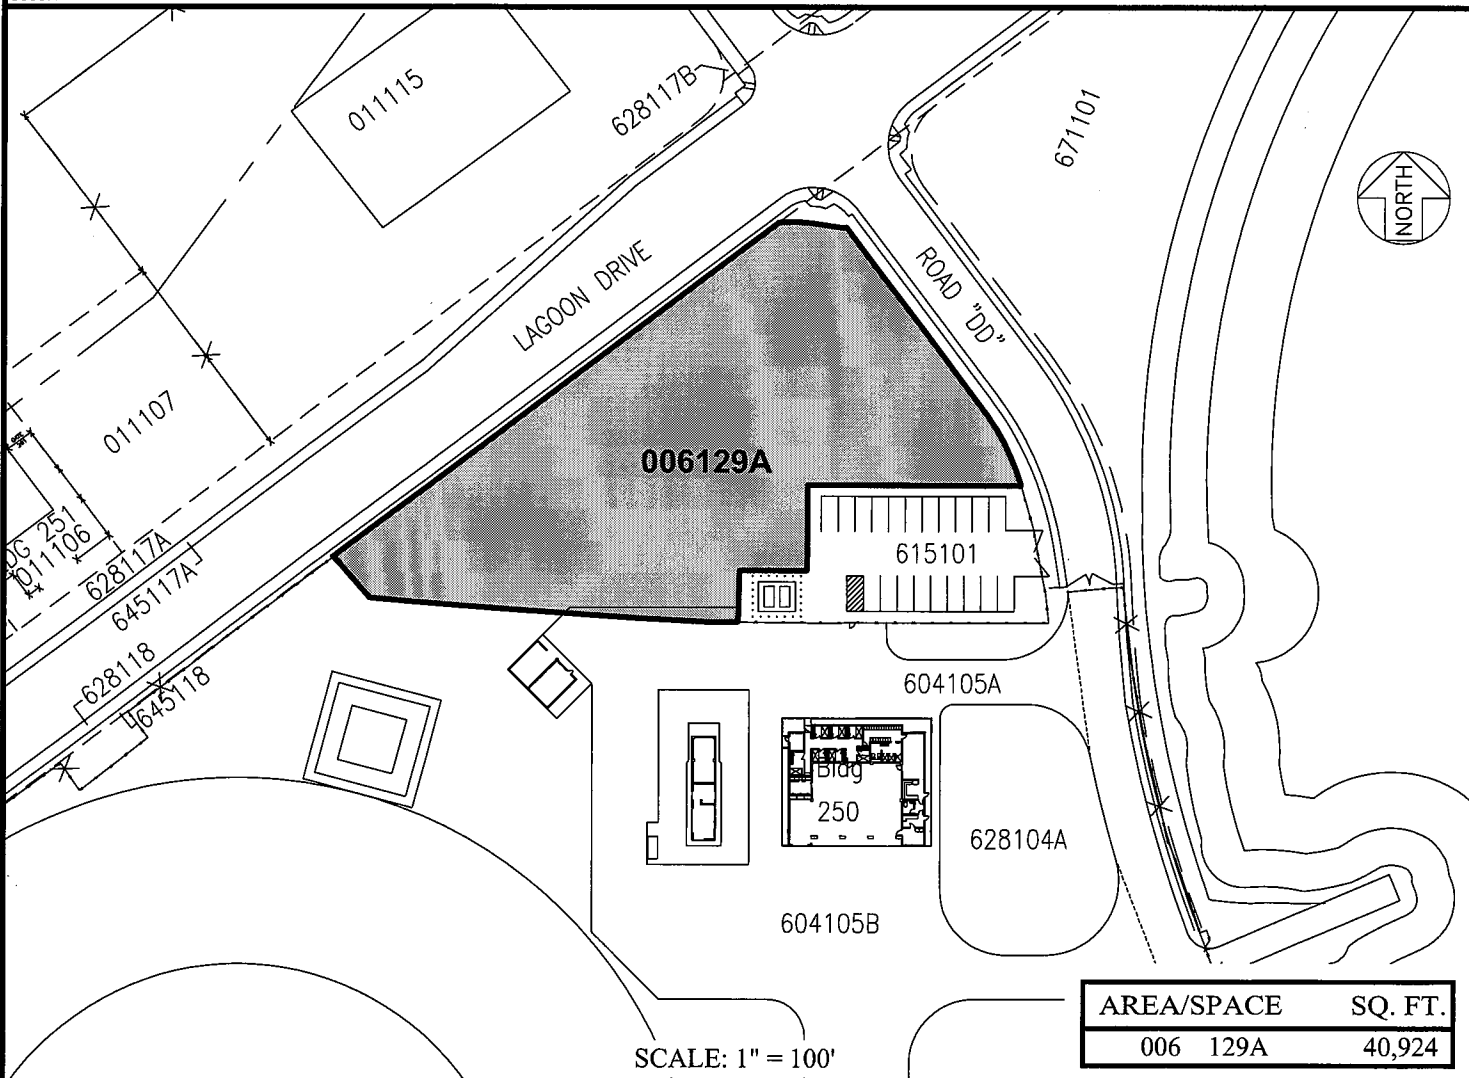 011115
628117B
671101
NORTH
LAGOON DRIVE
ROAD "DD"
011107
006129A
251
011106
628117A
645117A
615101
628118
645118
604105A
Bldg
250
628104A
604105B
AREA/SPACE SQ. FT.
006 129A 40,924
SCALE: 1" = 100'